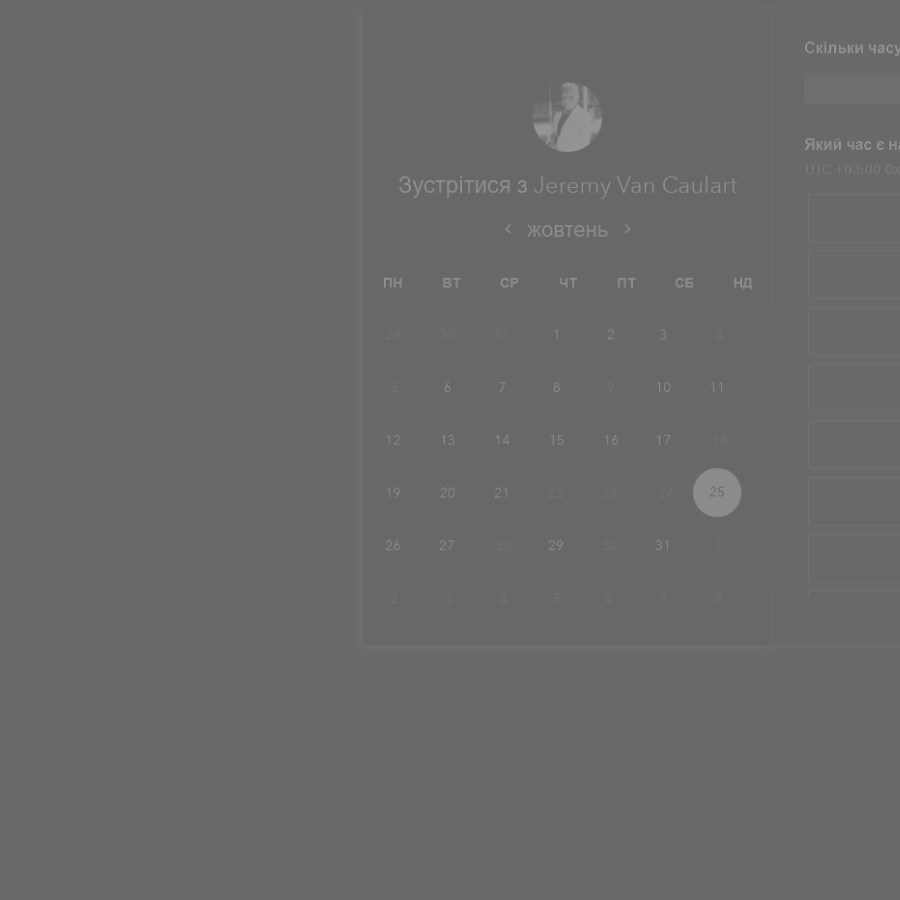 Зустрітися з Jeremy Van Caulart
жовтень
ПН ВТ СР ЧТ ПТ СБ НД
29 30 31 1 2 3 4
5 6 7 8 9 10 11
12 13 14 15 16 17 18
19 20 21 22 23 24 25
26 27 28 29 30 31 1
2 3 4 5 6 7 8
Скільки часу
Який час є
UTC +03:00